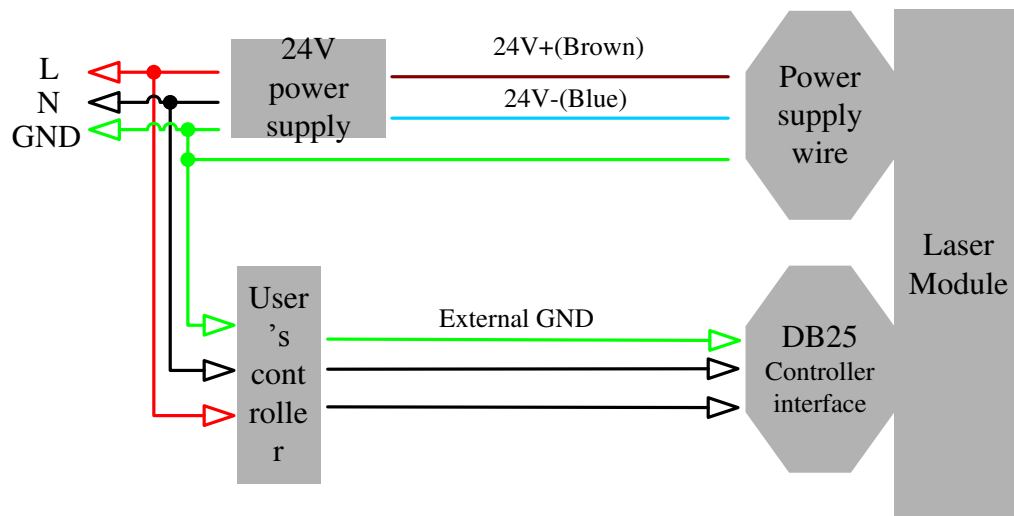 L
N
GND
24V
power
supply
24V+(Brown)
24V-(Blue)
Power
supply
wire
Laser
Module
User
’s
cont
rolle
r
External GND
DB25
Controller
interface